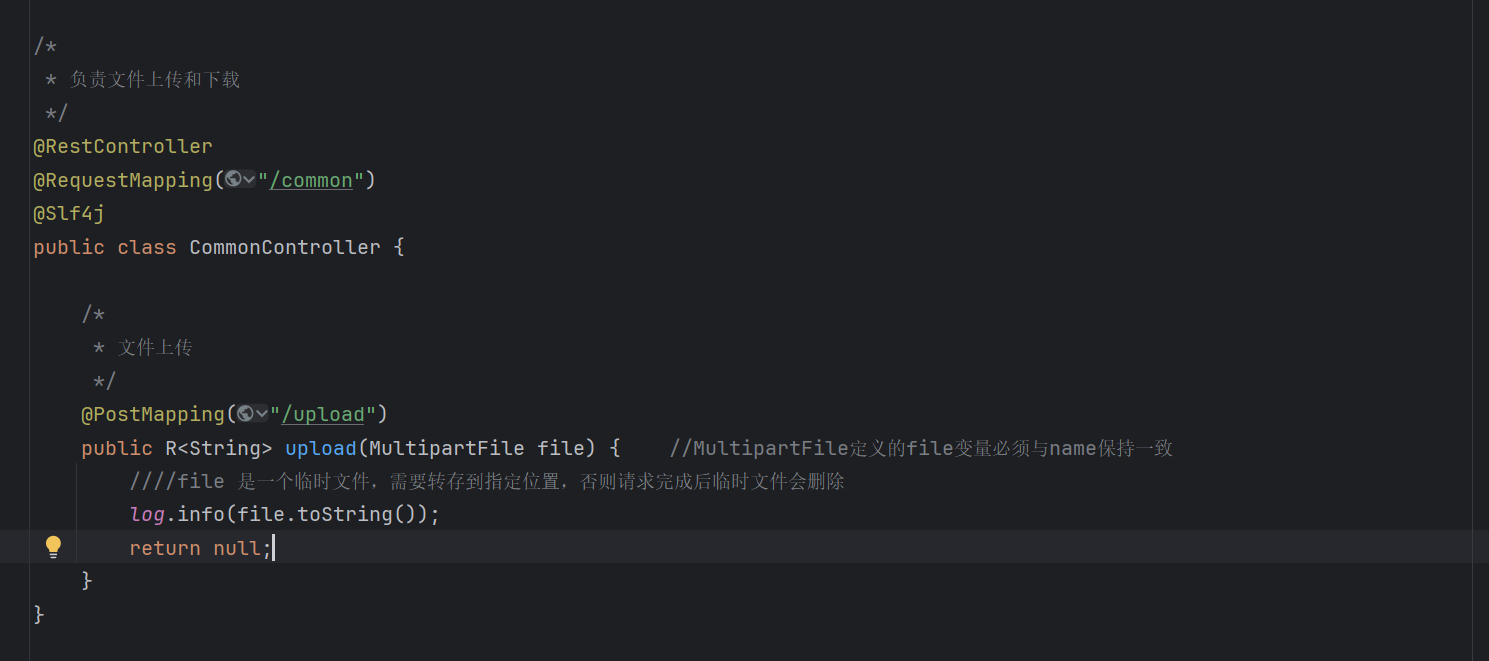 /*
 * 负责文件上传和下载
 */
@RestController
@RequestMapping("/common")
@Slf4j
public class CommonController {
    /*
     * 文件上传
     */
    @PostMapping("/upload")
    public R<String> upload(MultipartFile file) {    //MultipartFile定义的file变量必须与name保持一致
        ////file 是一个临时文件，需要转存到指定位置，否则请求完成后临时文件会删除
        log.info(file.toString());
        return null;
    }
}